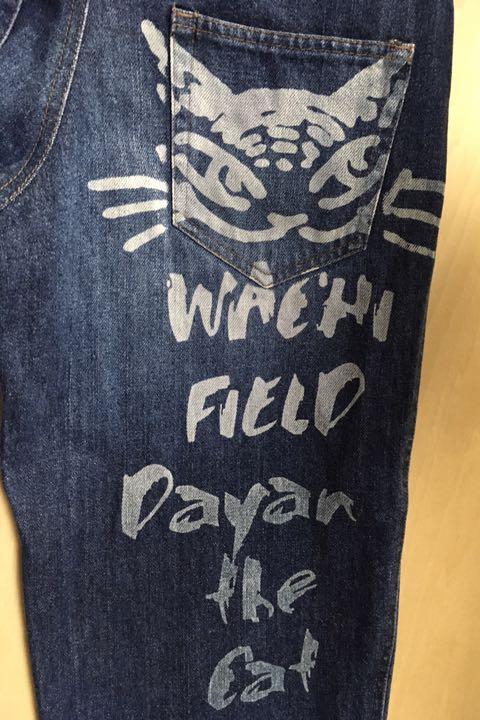 WACHI
FIELD
Dayan
the
Cat